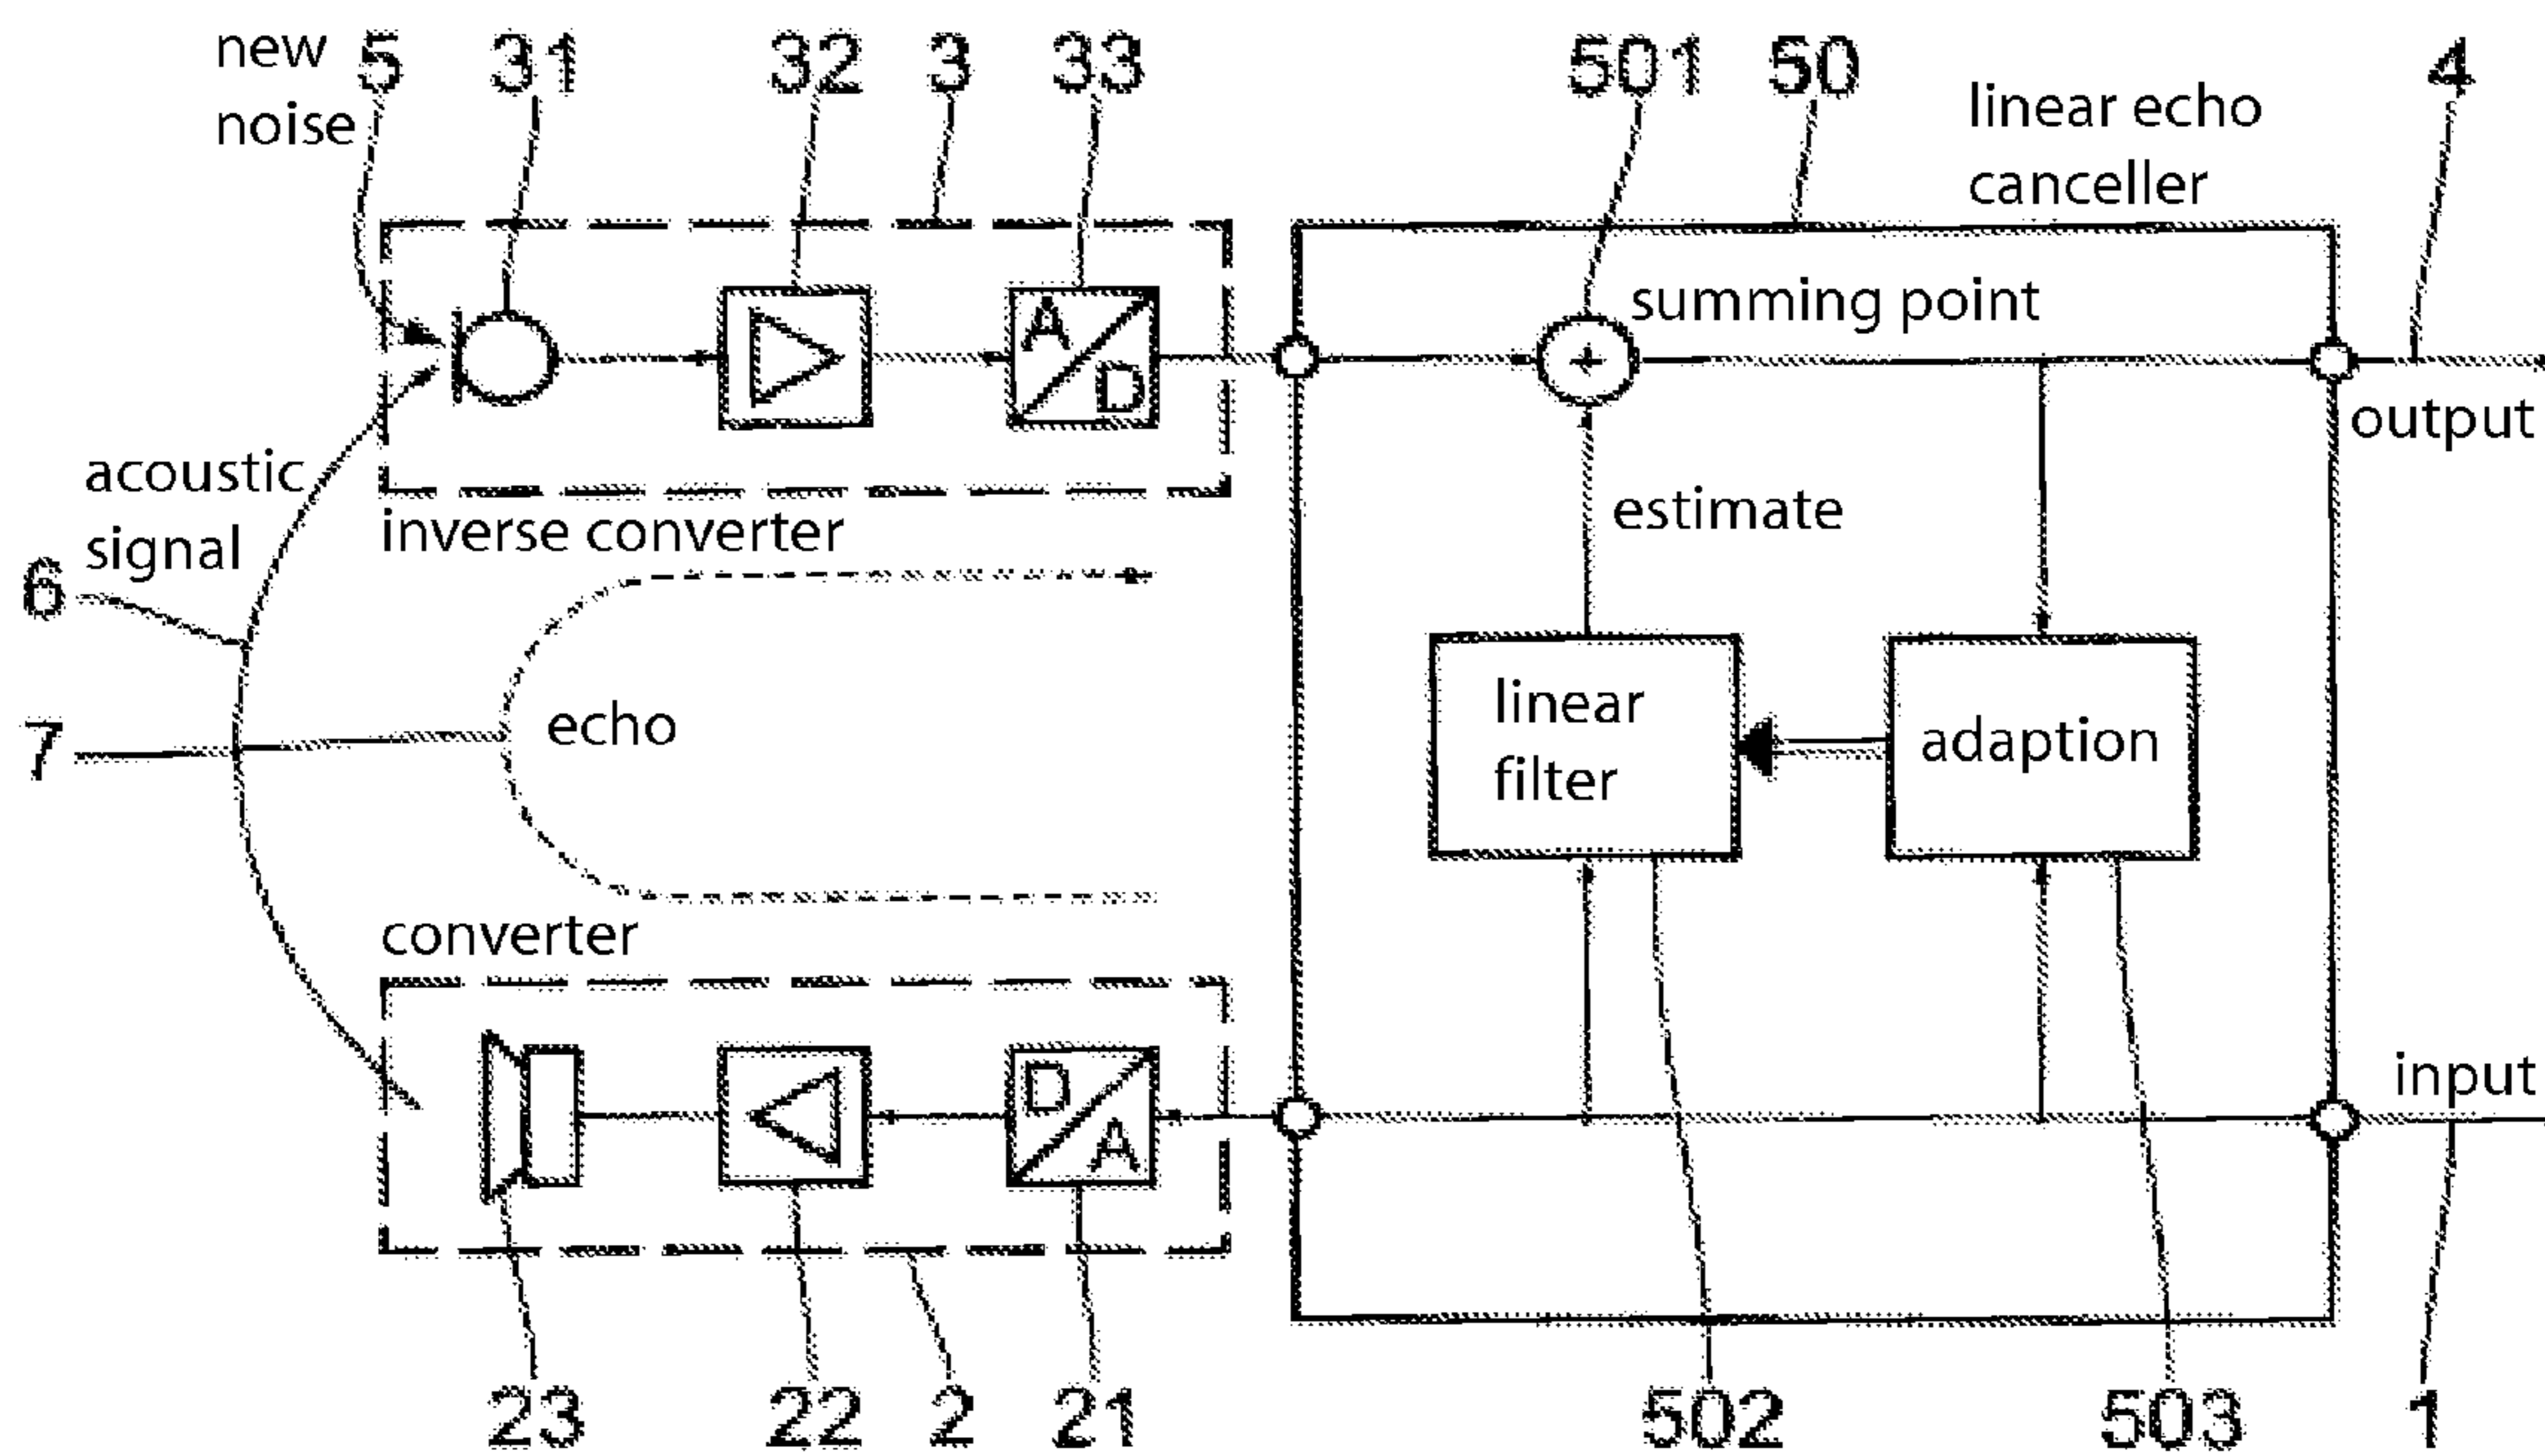 new 5 31 32 3 33 501 50 4
noise
linear echo
canceller
summing point
A
D
output
acoustic
signal
inverse converter
estimate
6
7
echo
linear
filter
adaption
converter
input
D
A
23 22 2 21 502 503 1